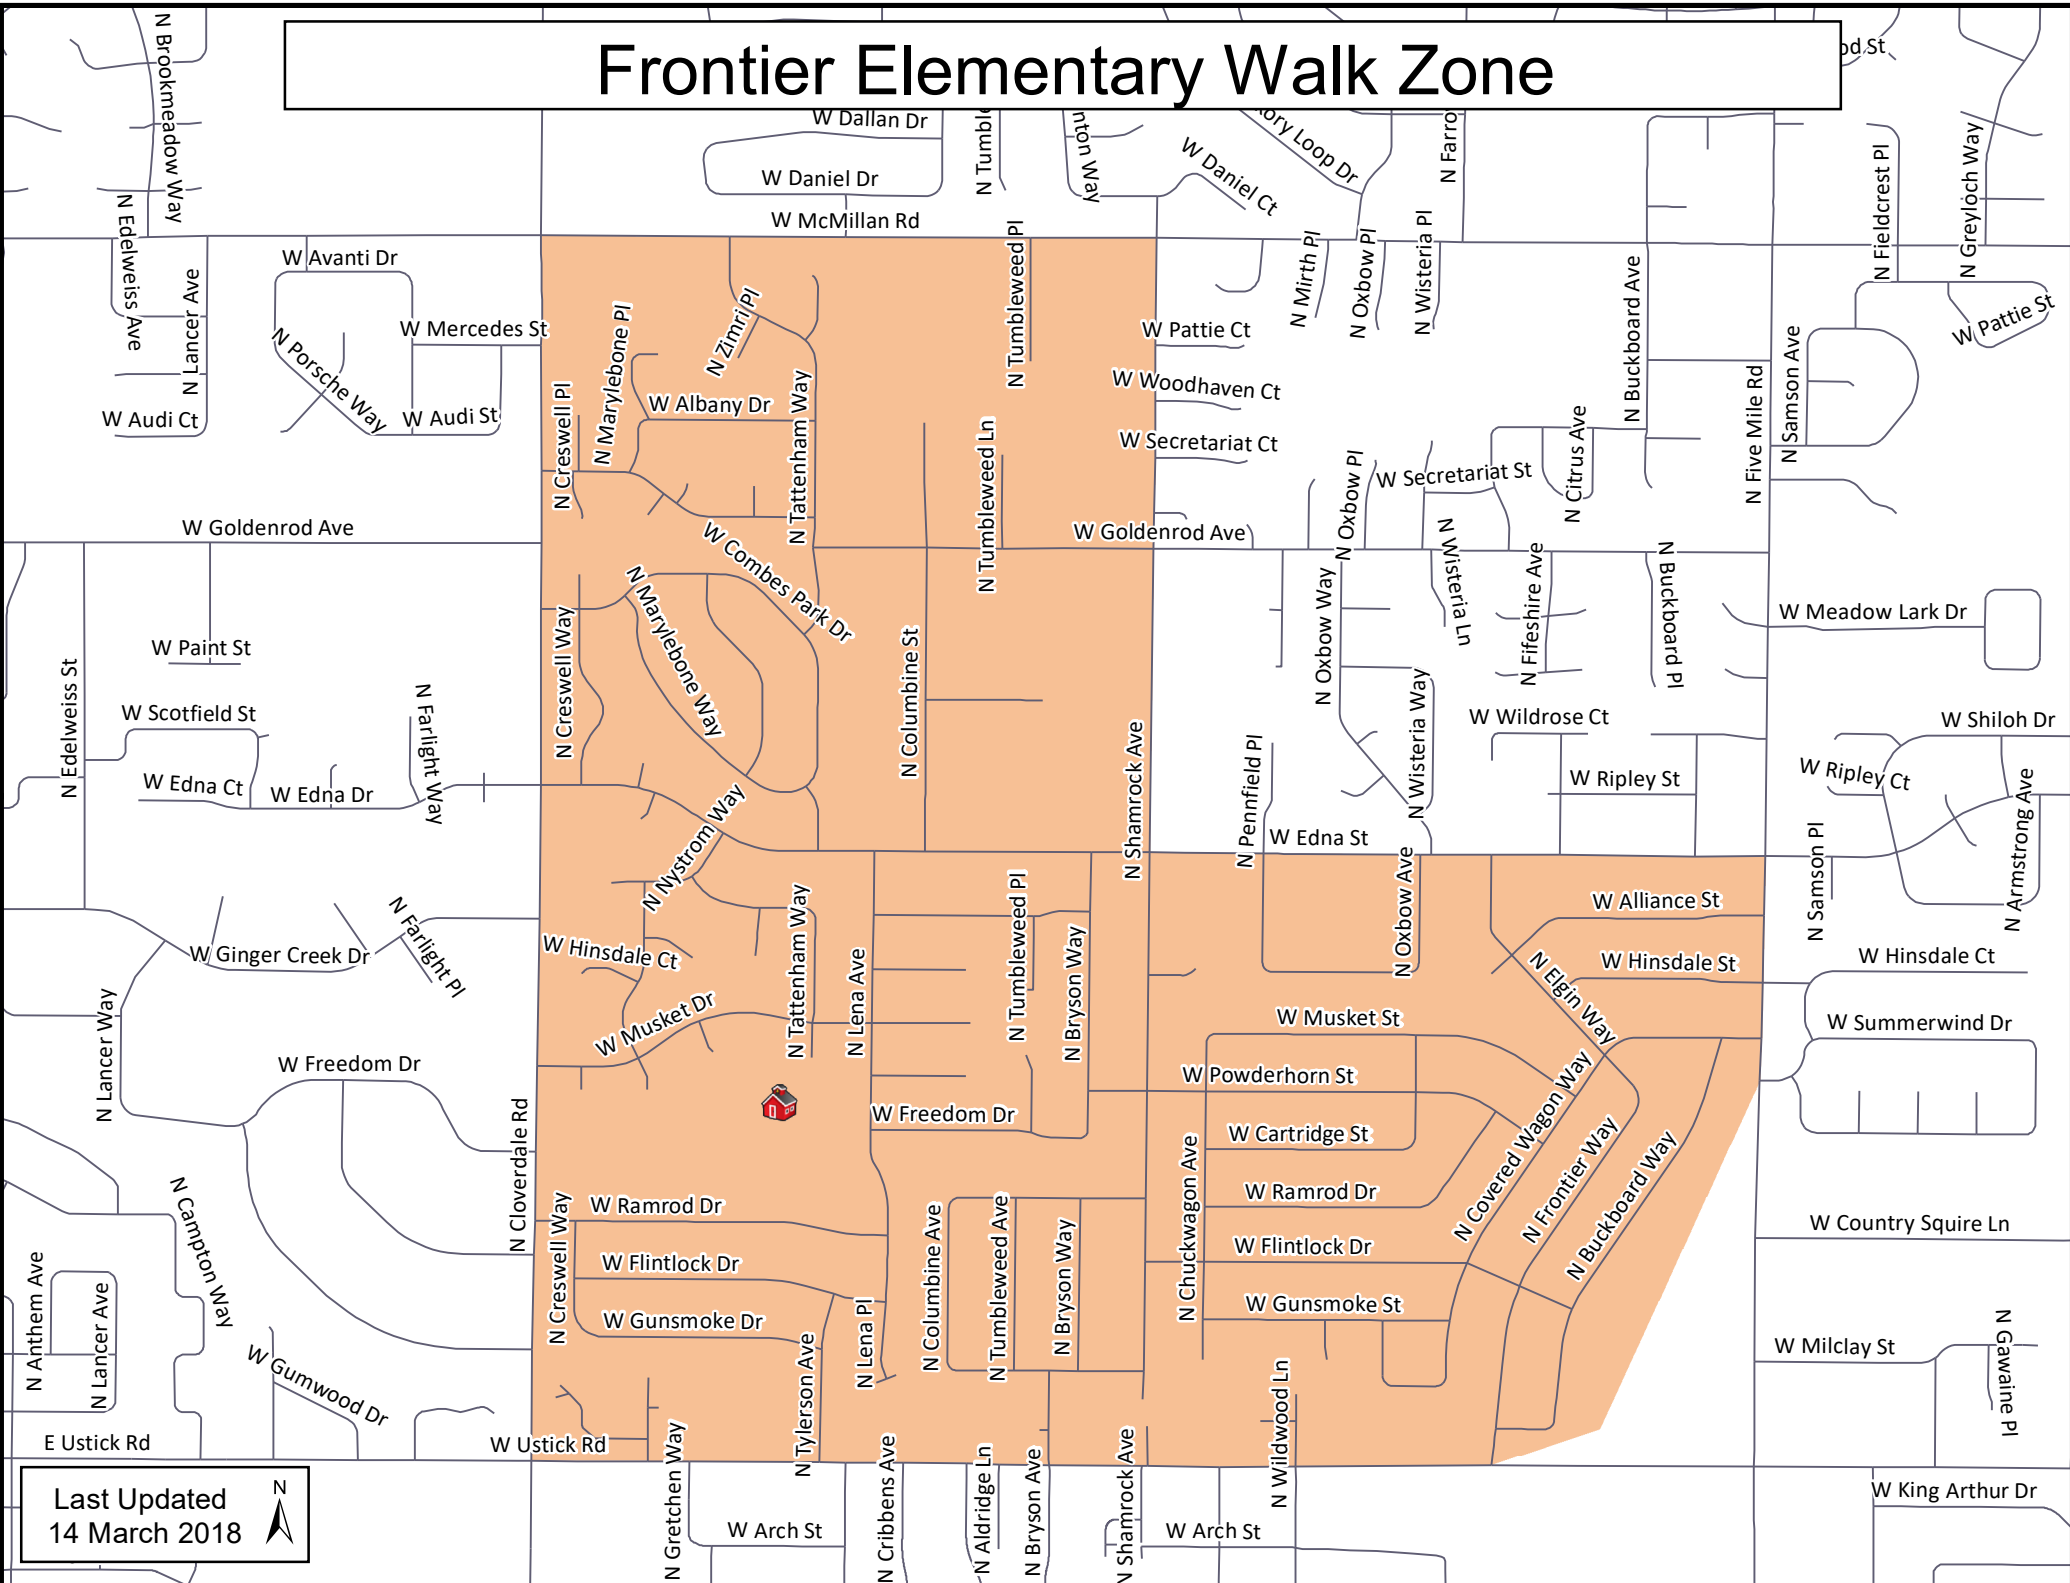 Frontier Elementary Walk Zone
N Brookmeadow Way
od St
W Dallan Dr
N Tumble
nton Way
ory Loop Dr
N Farro
W Daniel Dr
W Daniel Ct
N Fieldcrest Pl
N Greyloch Way
N Edelweiss Ave
W McMillan Rd
N Tumbleweed Pl
N Mirth Pl
N Oxbow Pl
N Wisteria Pl
W Avanti Dr
N Lancer Ave
N Buckboard Ave
W Mercedes St
N Porsche Way
N Marylebone Pl
N Zimri Pl
W Pattie Ct
W Pattie St
N Samson Ave
W Woodhaven Ct
N Creswell Pl
W Albany Dr
N Tattenham Way
W Audi Ct
W Audi St
N Five Mile Rd
N Citrus Ave
W Secretariat Ct
N Tumbleweed Ln
N Oxbow Pl
W Secretariat St
W Goldenrod Ave
W Combes Park Dr
W Goldenrod Ave
N Wisteria Ln
N Fifeshire Ave
N Buckboard Pl
N Marylebone Way
N Oxbow Way
W Meadow Lark Dr
W Paint St
N Creswell Way
N Columbine St
N Edelweiss St
N Farlight Way
W Scotfield St
N Shamrock Ave
N Wisteria Way
W Wildrose Ct
W Shiloh Dr
N Pennfield Pl
W Edna Ct
W Edna Dr
W Ripley St
W Ripley Ct
N Armstrong Ave
N Nystrom Way
W Edna St
N Samson Pl
N Oxbow Ave
W Alliance St
N Farlight Pl
W Ginger Creek Dr
W Hinsdale Ct
N Tattenham Way
N Lena Ave
N Tumbleweed Pl
N Bryson Way
N Elgin Way
W Hinsdale St
W Hinsdale Ct
N Lancer Way
W Musket Dr
W Musket St
W Summerwind Dr
W Freedom Dr
W Powderhorn St
N Covered Wagon Way
W Freedom Dr
W Cartridge St
N Frontier Way
N Buckboard Way
N Cloverdale Rd
N Chuckwagon Ave
N Campton Way
N Creswell Way
W Ramrod Dr
W Ramrod Dr
N Columbine Ave
N Tumbleweed Ave
N Bryson Way
W Country Squire Ln
N Anthem Ave
N Lancer Ave
W Flintlock Dr
W Flintlock Dr
N Lena Pl
W Gunsmoke Dr
W Gunsmoke St
W Milclay St
N Gawaine Pl
W Gumwood Dr
N Tylerson Ave
N Wildwood Ln
E Ustick Rd
W Ustick Rd
N Gretchen Way
N Cribbens Ave
N Aldridge Ln
N Bryson Ave
N Shamrock Ave
W King Arthur Dr
W Arch St
W Arch St
Last Updated
14 March 2018
N